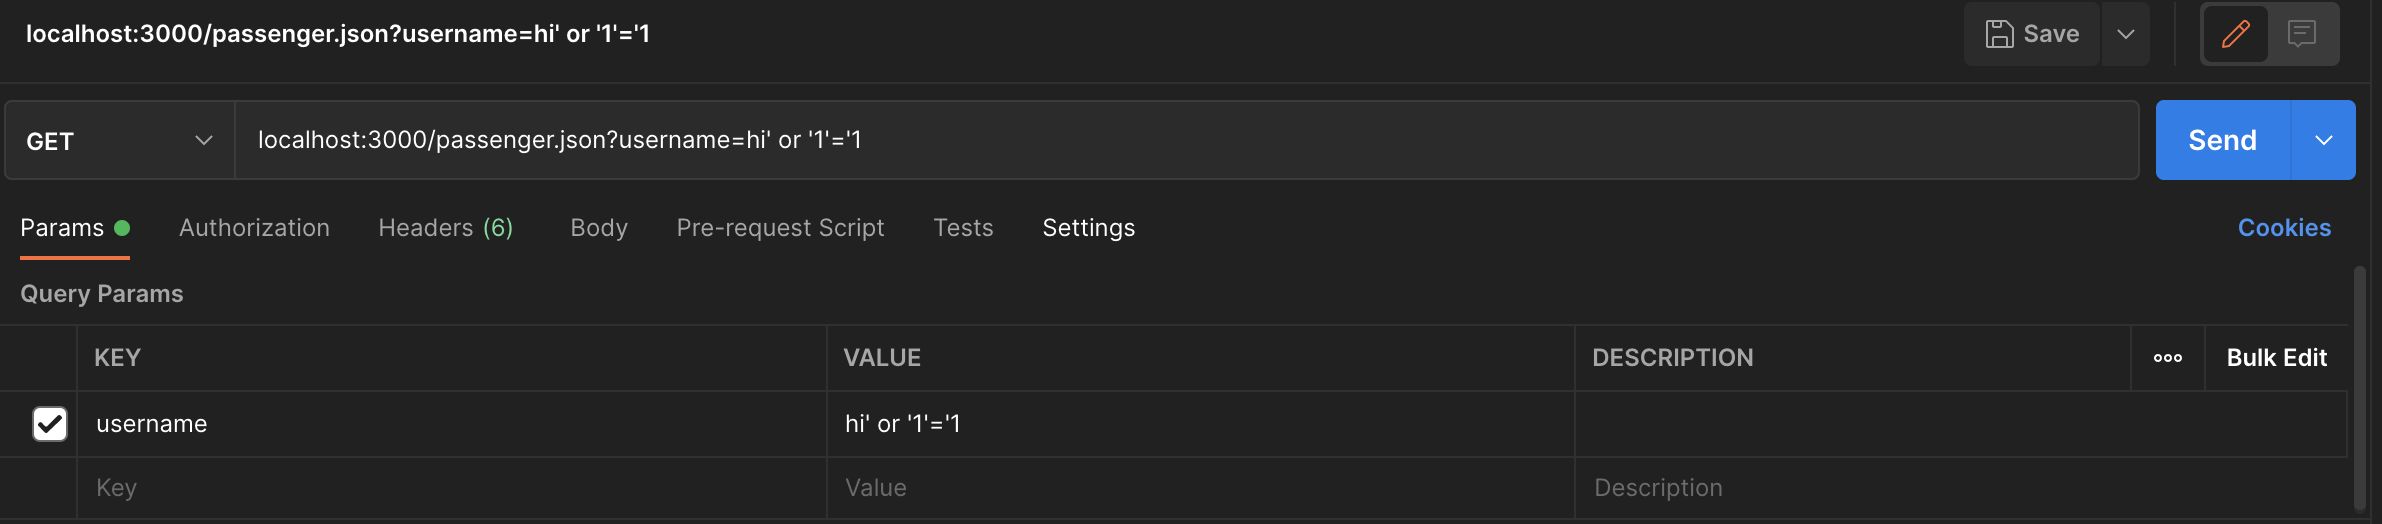 localhost:3000/passenger.json?username=hi' or '1'='1
Save
GET
localhost:3000/passenger.json?username=hi' or '1'='1
Send
Params Authorization Headers (6) Body Pre-request Script Tests Settings Cookies
Query Params
KEY VALUE DESCRIPTION ooo Bulk Edit
username hi' or '1'='1
Key Value Description